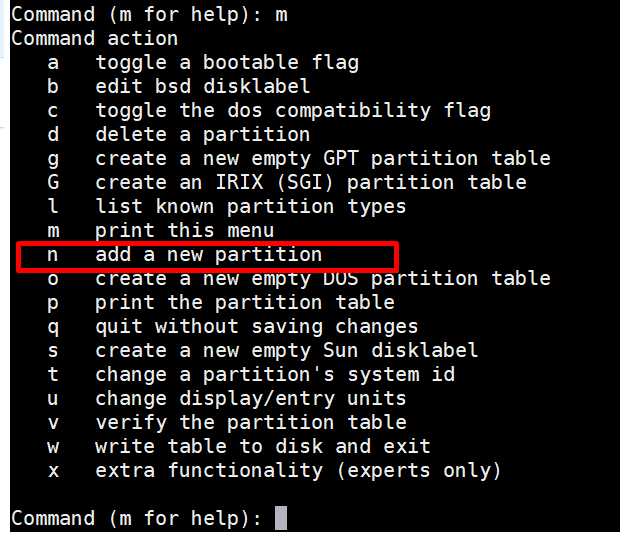 Command (m for help): m
Command action
a   toggle a bootable flag
b   edit bsd disklabel
c   toggle the dos compatibility flag
d   delete a partition
g   create a new empty GPT partition table
G   create an IRIX (SGI) partition table
l   list known partition types
m   print this menu
n   add a new partition
o   create a new empty DOS partition table
p   print the partition table
q   quit without saving changes
s   create a new empty Sun disklabel
t   change a partition's system id
u   change display/entry units
v   verify the partition table
w   write table to disk and exit
x   extra functionality (experts only)
Command (m for help):